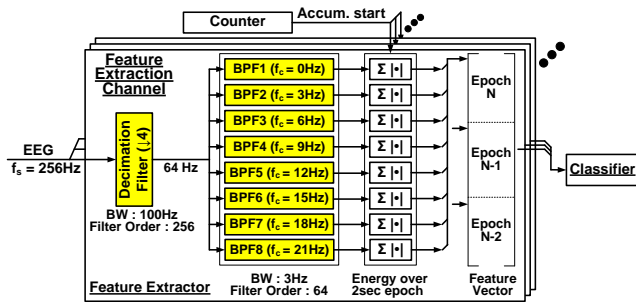 Counter
Accum. start
Feature
Extraction
Channel
EEG
fs = 256Hz
Decimation
Filter (↓4)
64 Hz
BW : 100Hz
Filter Order : 256
BPF1 (fc = 0Hz)
BPF2 (fc = 3Hz)
BPF3 (fc = 6Hz)
BPF4 (fc = 9Hz)
BPF5 (fc = 12Hz)
BPF6 (fc = 15Hz)
BPF7 (fc = 18Hz)
BPF8 (fc = 21Hz)
BW : 3Hz
Filter Order : 64
Σ |•|
Σ |•|
Σ |•|
Σ |•|
Σ |•|
Σ |•|
Σ |•|
Σ |•|
Energy over
2sec epoch
Epoch
N
Epoch
N-1
Epoch
N-2
Feature
Vector
Classifier
Feature Extractor